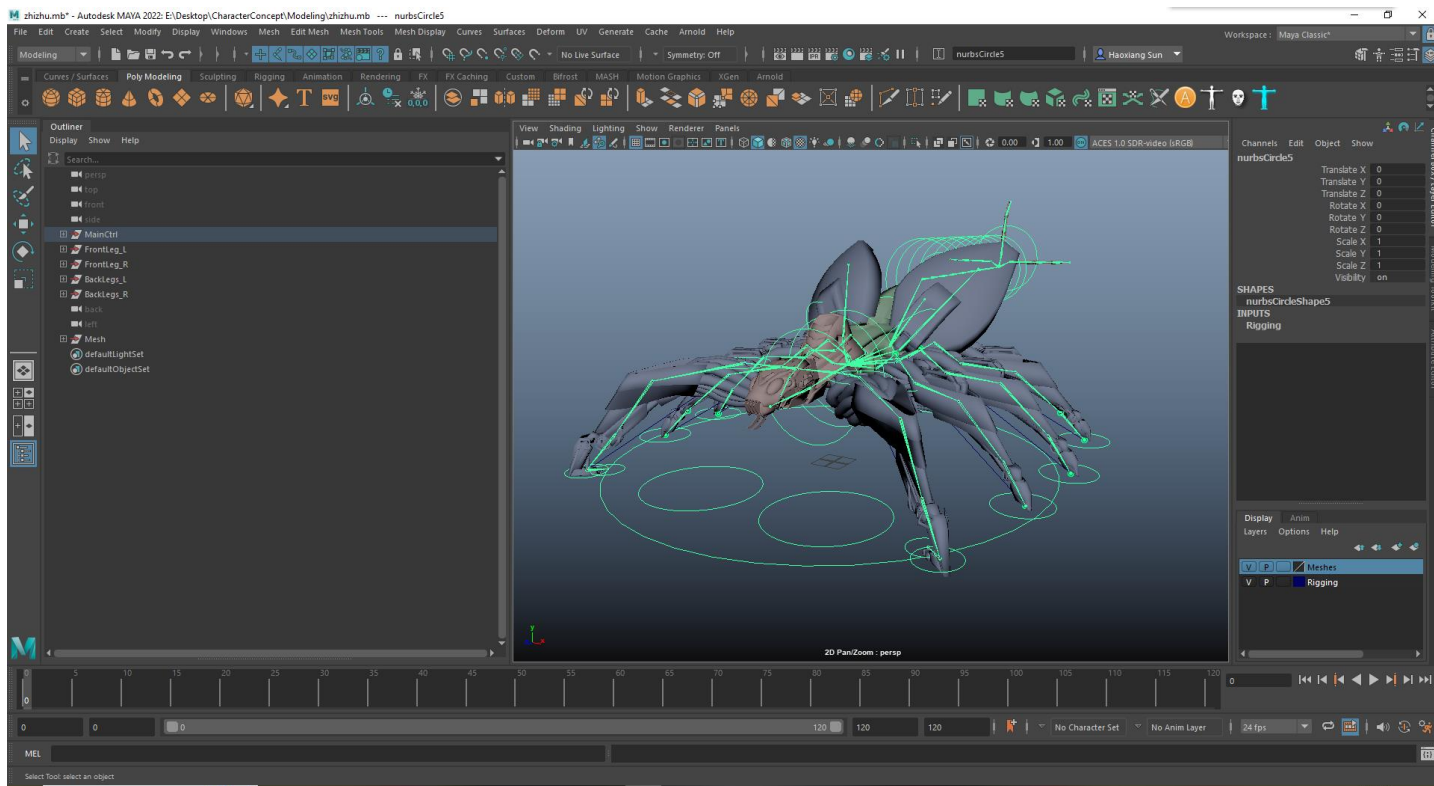 zhizhu.mb* - Autodesk MAYA 2022: E:\Desktop\CharacterConcept\Modeling\zhizhu.mb --- nurbsCircle5
File Edit Create Select Modify Display Windows Mesh Edit Mesh Mesh Tools Mesh Display Curves Surfaces Deform UV Generate Cache Arnold Help
Workspace: Maya Classic*
Modeling
No Live Surface
Symmetry: Off
nurbsCircle5
Haoxiang Sun
Curves / Surfaces Poly Modeling Sculpting Rigging Animation Rendering FX FX Caching Custom Bifrost MASH Motion Graphics XGen Arnold
T
SVG
0,0,0
Outliner
Display Show Help
Search...
persp
top
front
side
MainCtrl
FrontLeg_L
FrontLeg_R
BackLegs_L
BackLegs_R
back
left
Mesh
defaultLightSet
defaultObjectSet
View Shading Lighting Show Renderer Panels
0.00 1.00 ACES 1.0 SDR-video (sRGB)
y
2D Pan/Zoom : persp
Channels Edit Object Show
nurbsCircle5
Translate X 0
Translate Y 0
Translate Z 0
Rotate X 0
Rotate Y 0
Rotate Z 0
Scale X 1
Scale Y 1
Scale Z 1
Visibility on
SHAPES
nurbsCircleShape5
INPUTS
Rigging
Display Anim
Layers Options Help
V P Meshes
V P Rigging
0 5 10 15 20 25 30 35 40 45 50 55 60 65 70 75 80 85 90 95 100 105 110 115 120
0
0
0 0 0 120 120 120 No Character Set No Anim Layer 24 fps
MEL
Select Tool: select an object